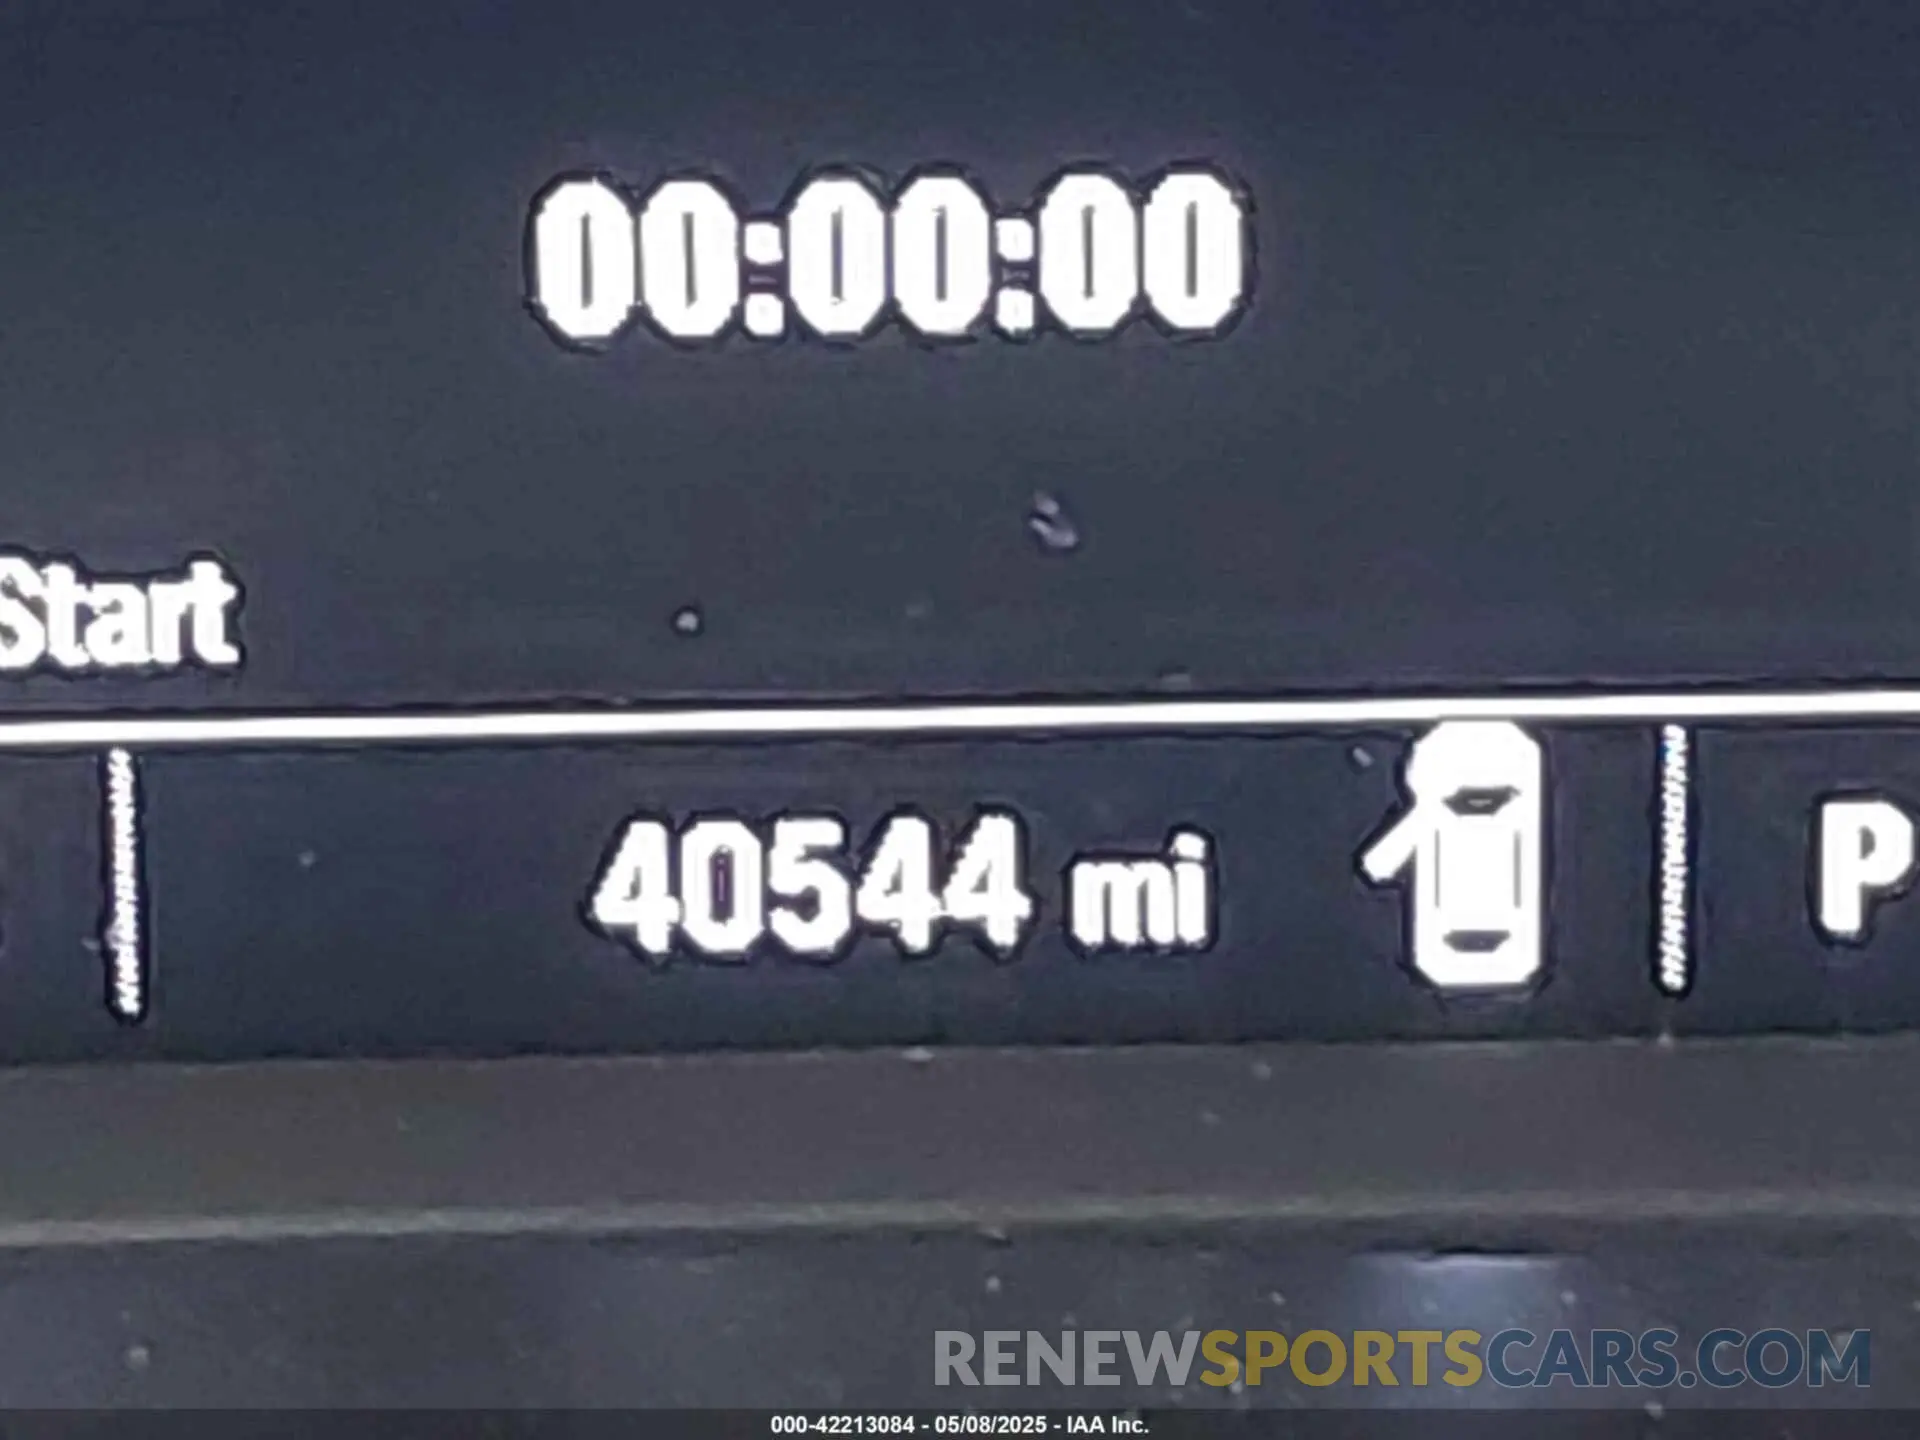 00:00:00
Start
40544 mi
P
RENEWSPORTSCARS.COM
000-42213084 - 05/08/2025 - IAA Inc.